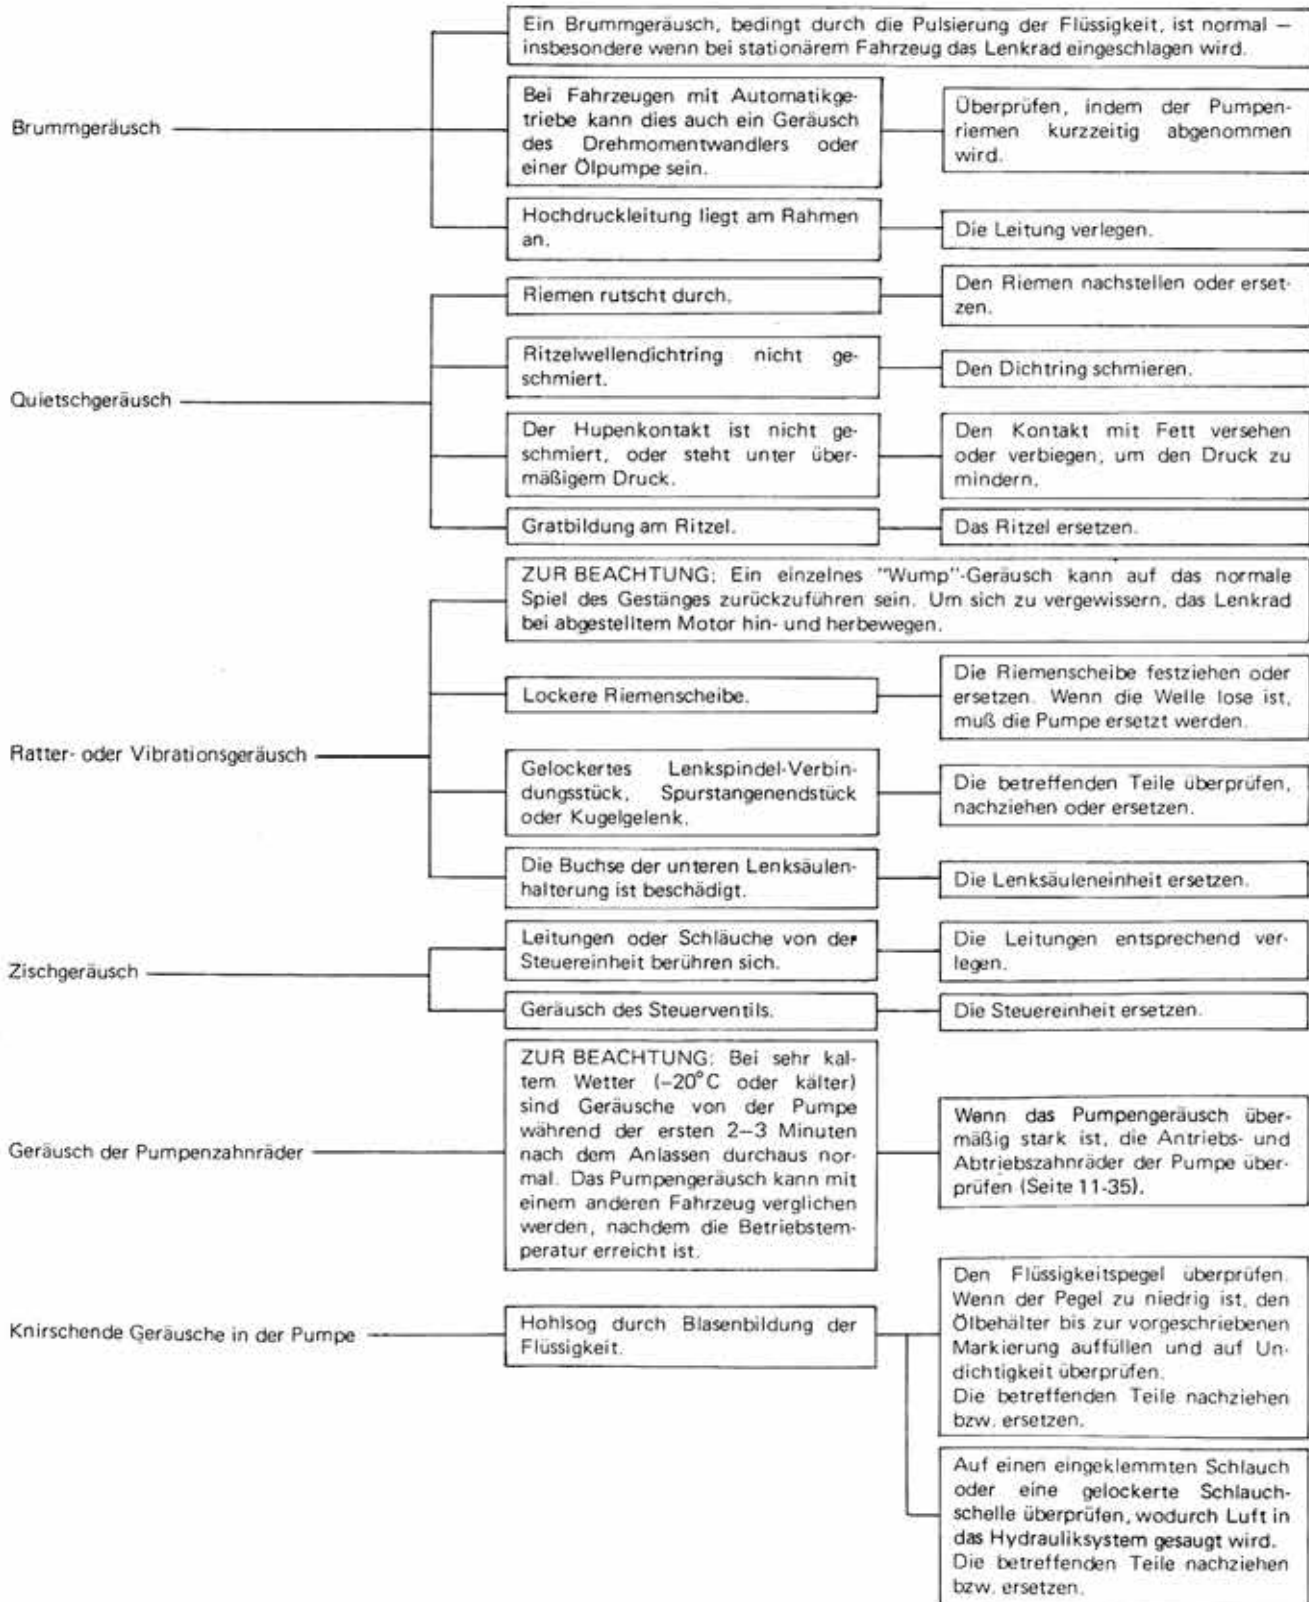 Ein Brummgeräusch, bedingt durch die Pulsierung der Flüssigkeit, ist normal –
insbesondere wenn bei stationärem Fahrzeug das Lenkrad eingeschlagen wird.
Brummgeräusch
Bei Fahrzeugen mit Automatikge-
triebe kann dies auch ein Geräusch
des Drehmomentwandlers oder
einer Ölpumpe sein.
Überprüfen, indem der Pumpen-
riemen kurzzeitig abgenommen
wird.
Hochdruckleitung liegt am Rahmen
an.
Die Leitung verlegen.
Quietschgeräusch
Riemen rutscht durch.
Den Riemen nachstellen oder erset-
zen.
Ritzelwellendichtring nicht ge-
schmiert.
Den Dichtring schmieren.
Der Hupenkontakt ist nicht ge-
schmiert, oder steht unter über-
mäßigem Druck.
Den Kontakt mit Fett versehen
oder verbiegen, um den Druck zu
mindern.
Gratbildung am Ritzel.
Das Ritzel ersetzen.
Ratter- oder Vibrationsgeräusch
ZUR BEACHTUNG: Ein einzelnes "Wump"-Geräusch kann auf das normale
Spiel des Gestänges zurückzuführen sein. Um sich zu vergewissern, das Lenkrad
bei abgestelltem Motor hin- und herbewegen.
Lockere Riemenscheibe.
Die Riemenscheibe festziehen oder
ersetzen. Wenn die Welle lose ist,
muß die Pumpe ersetzt werden.
Gelockertes Lenkspindel-Verbin-
dungsstück, Spurstangenendstück
oder Kugelgelenk.
Die betreffenden Teile überprüfen,
nachziehen oder ersetzen.
Die Buchse der unteren Lenksäulen-
halterung ist beschädigt.
Die Lenksäuleneinheit ersetzen.
Zischgeräusch
Leitungen oder Schläuche von der
Steuereinheit berühren sich.
Die Leitungen entsprechend ver-
legen.
Geräusch des Steuerventils.
Die Steuereinheit ersetzen.
Geräusch der Pumpenzahnräder
ZUR BEACHTUNG: Bei sehr kal-
tem Wetter (–20°C oder kälter)
sind Geräusche von der Pumpe
während der ersten 2–3 Minuten
nach dem Anlassen durchaus nor-
mal. Das Pumpengeräusch kann mit
einem anderen Fahrzeug verglichen
werden, nachdem die Betriebstem-
peratur erreicht ist.
Wenn das Pumpengeräusch über-
mäßig stark ist, die Antriebs- und
Abtriebszahnräder der Pumpe über-
prüfen (Seite 11-35).
Knirschende Geräusche in der Pumpe
Hohlsog durch Blasenbildung der
Flüssigkeit.
Den Flüssigkeitspegel überprüfen.
Wenn der Pegel zu niedrig ist, den
Ölbehälter bis zur vorgeschriebenen
Markierung auffüllen und auf Un-
dichtigkeit überprüfen.
Die betreffenden Teile nachziehen
bzw. ersetzen.
Auf einen eingeklemmten Schlauch
oder eine gelockerte Schlauch-
schelle überprüfen, wodurch Luft in
das Hydrauliksystem gesaugt wird.
Die betreffenden Teile nachziehen
bzw. ersetzen.